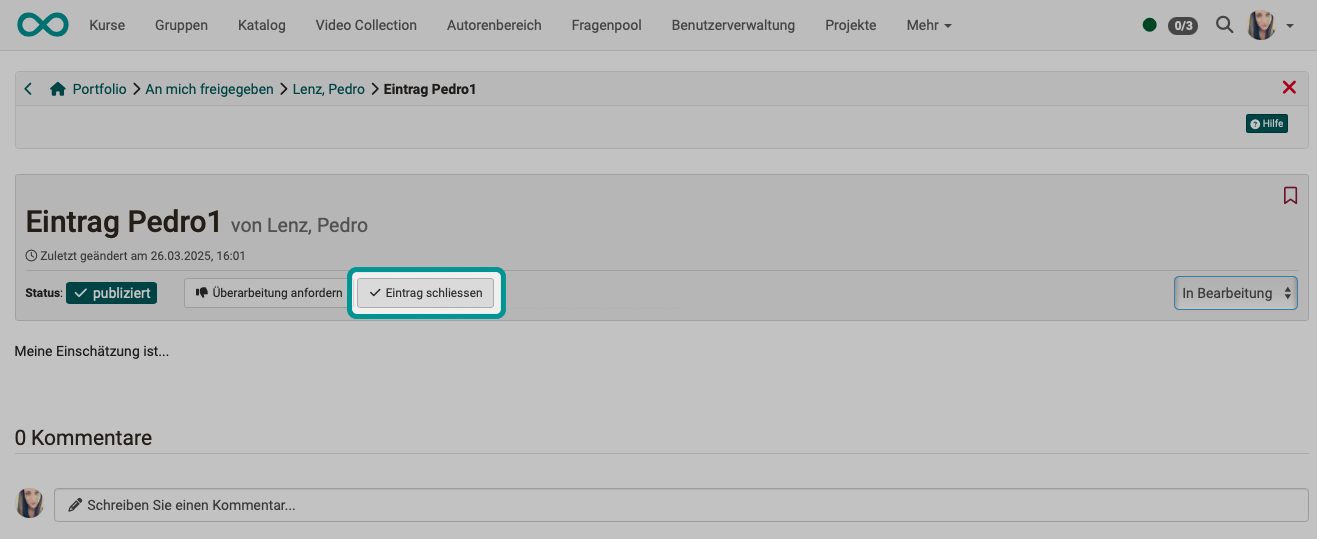 Kurse Gruppen Katalog Video Collection Autorenbereich Fragenpool Benutzerverwaltung Projekte Mehr 0/3
Portfolio An mich freigegeben Lenz, Pedro Eintrag Pedro1
Hilfe
Eintrag Pedro1 von Lenz, Pedro
Zuletzt geändert am 26.03.2025, 16:01
Status: publiziert Überarbeitung anfordern Eintrag schliessen In Bearbeitung
Meine Einschätzung ist...
0 Kommentare
Schreiben Sie einen Kommentar...